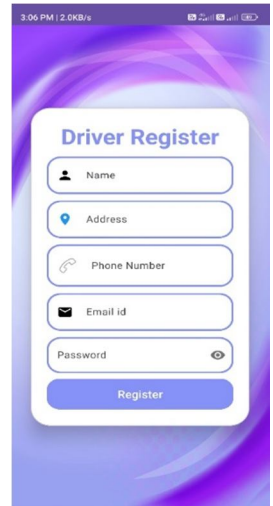 3:06 PM | 2.0KB/s
Driver Register
Name
Address
Phone Number
Email id
Password
Register